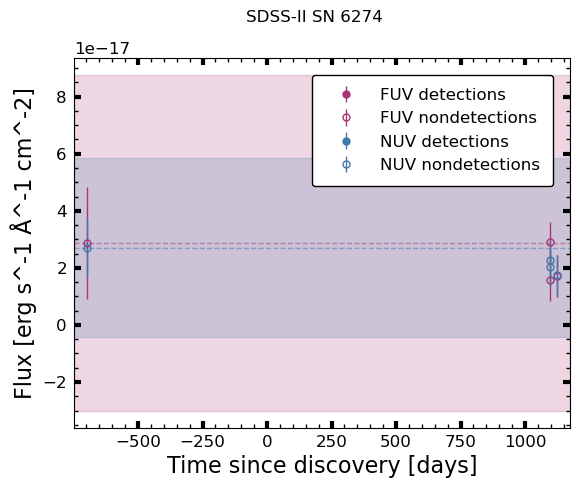 SDSS-II SN 6274
1e−17
FUV detections
FUV nondetections
NUV detections
NUV nondetections
8
6
4
2
0
−2
Flux [erg s^-1 Å^-1 cm^-2]
−500 −250 0 250 500 750 1000
Time since discovery [days]